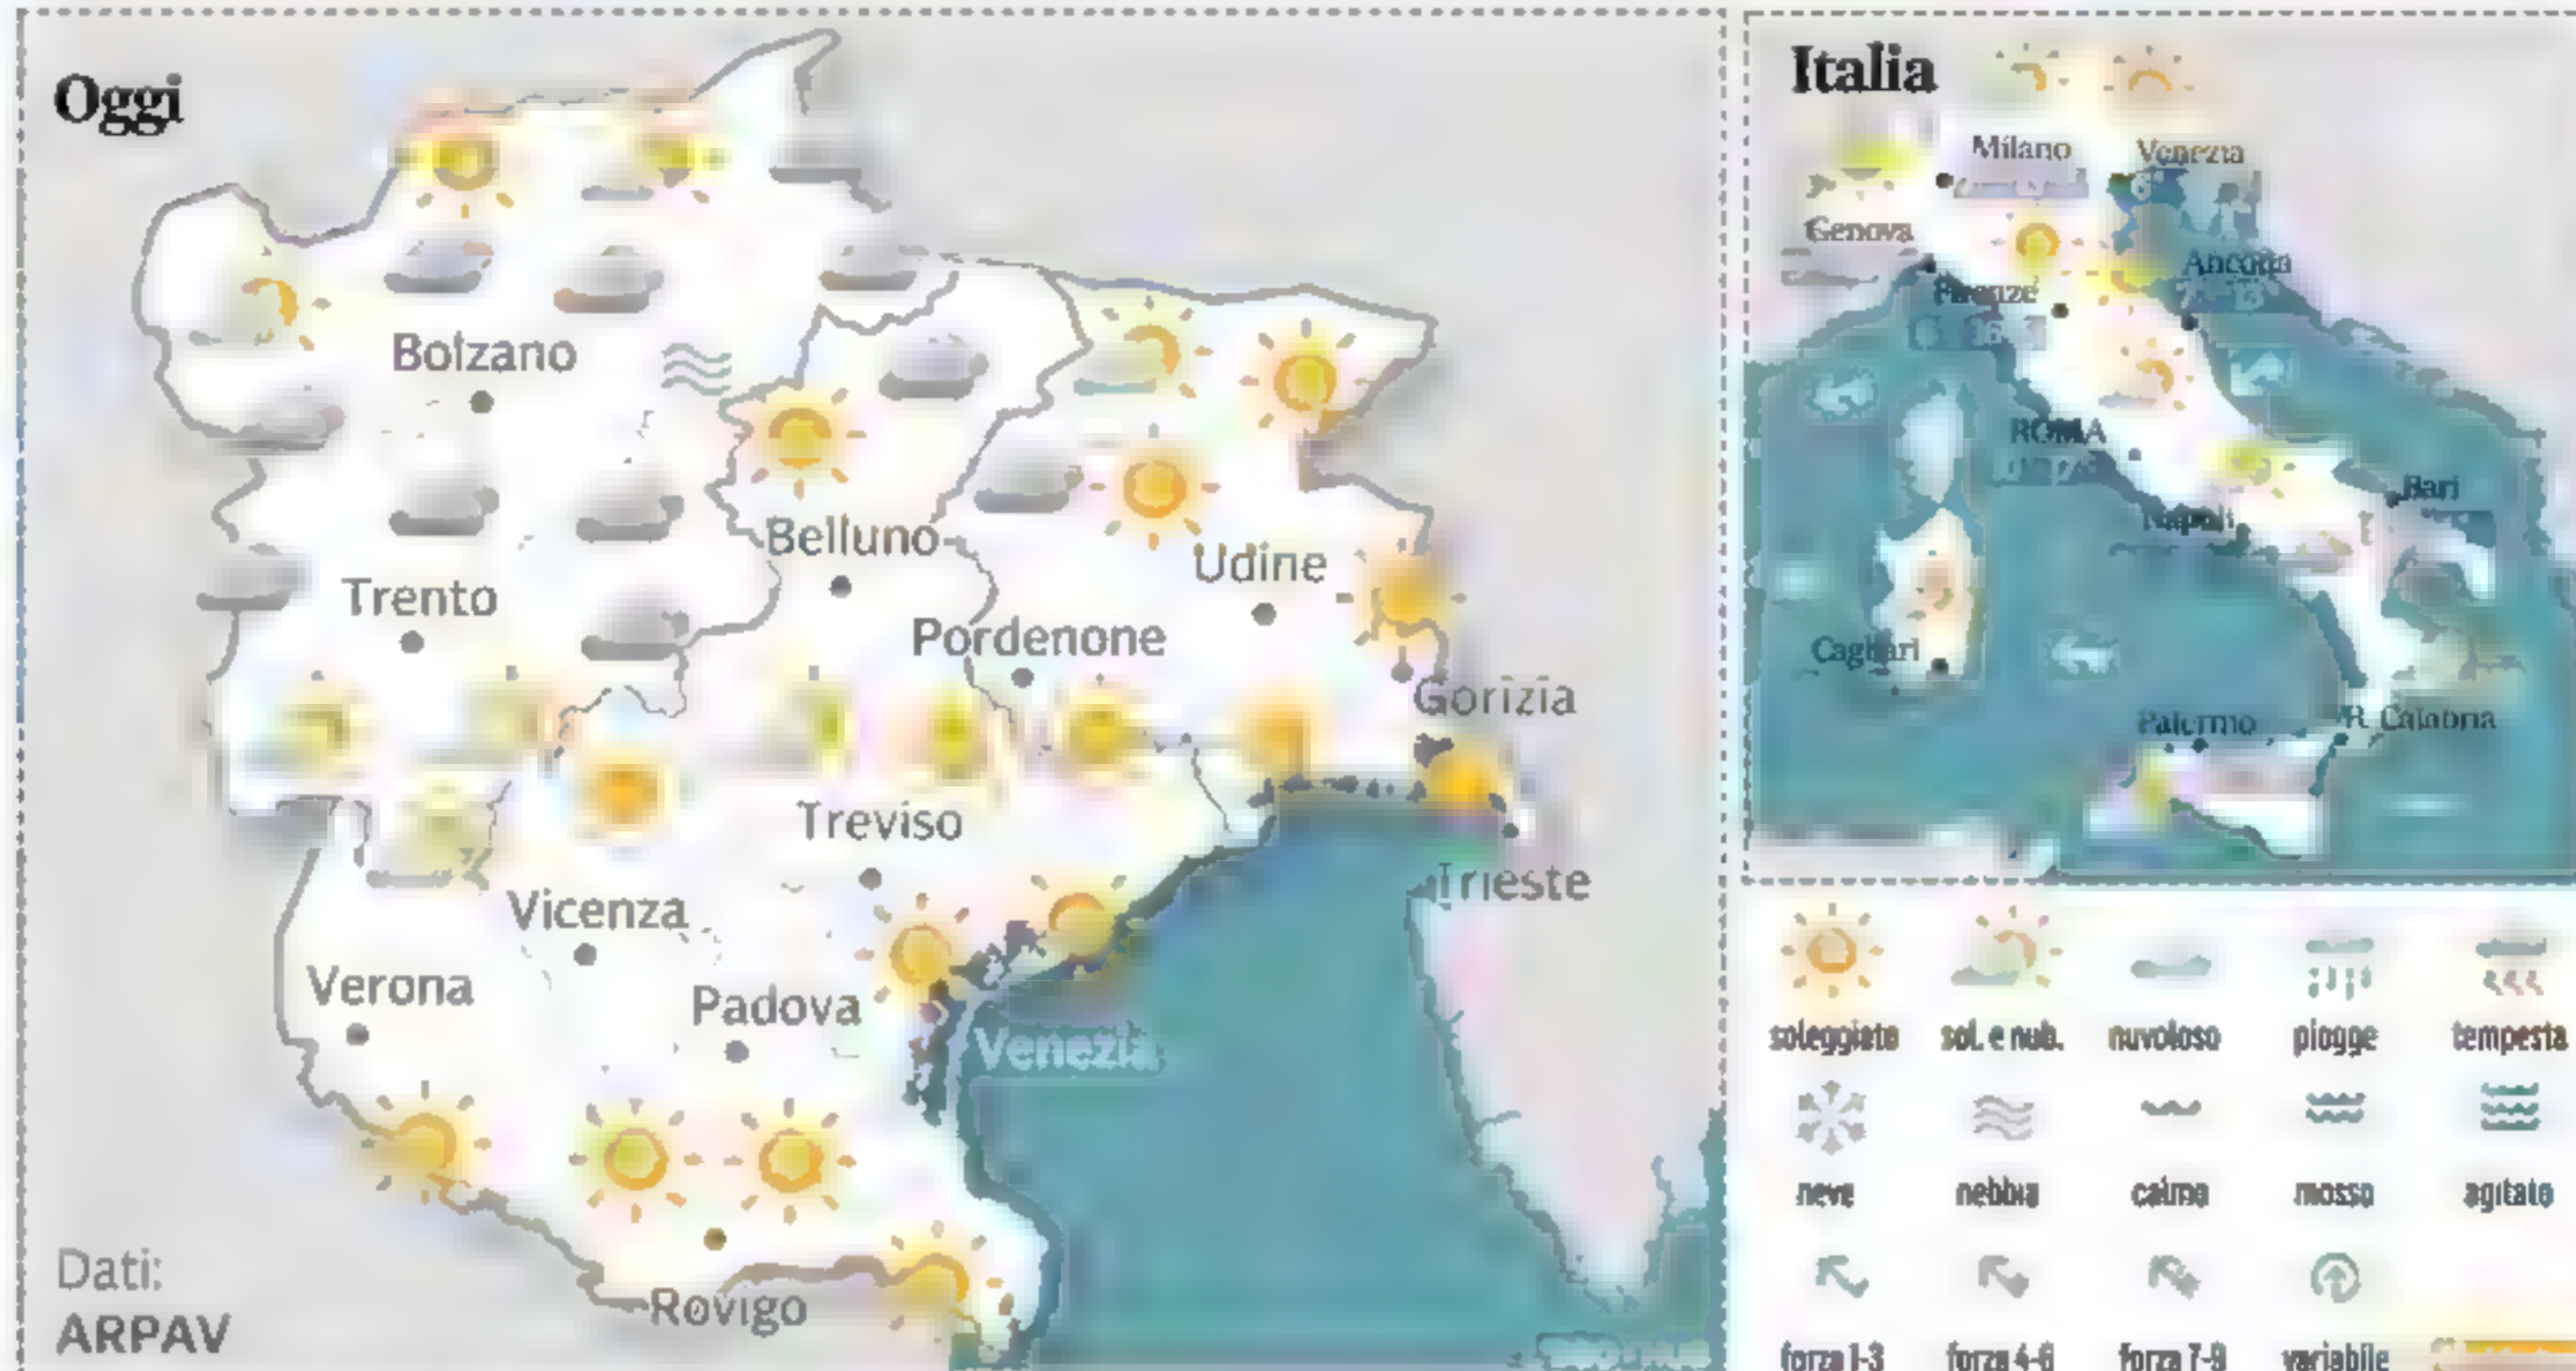 Oggi
Bolzano
Belluno
Udine
Trento
Pordenone
Gorizia
Treviso
Trieste
Vicenza
Verona
Padova
Venezia
Rovigo
Dati:
ARPAV
Italia
Milano
Venezia
Genova
Ancona
Firenze
ROMA
Bari
Napoli
Cagliari
Palermo
R. Calabria
soleggiato sol. e nub. nuvoloso piogge tempesta
neve nebbia calmo mosso agitato
forza 1-3 forza 4-6 forza 7-9 variabile